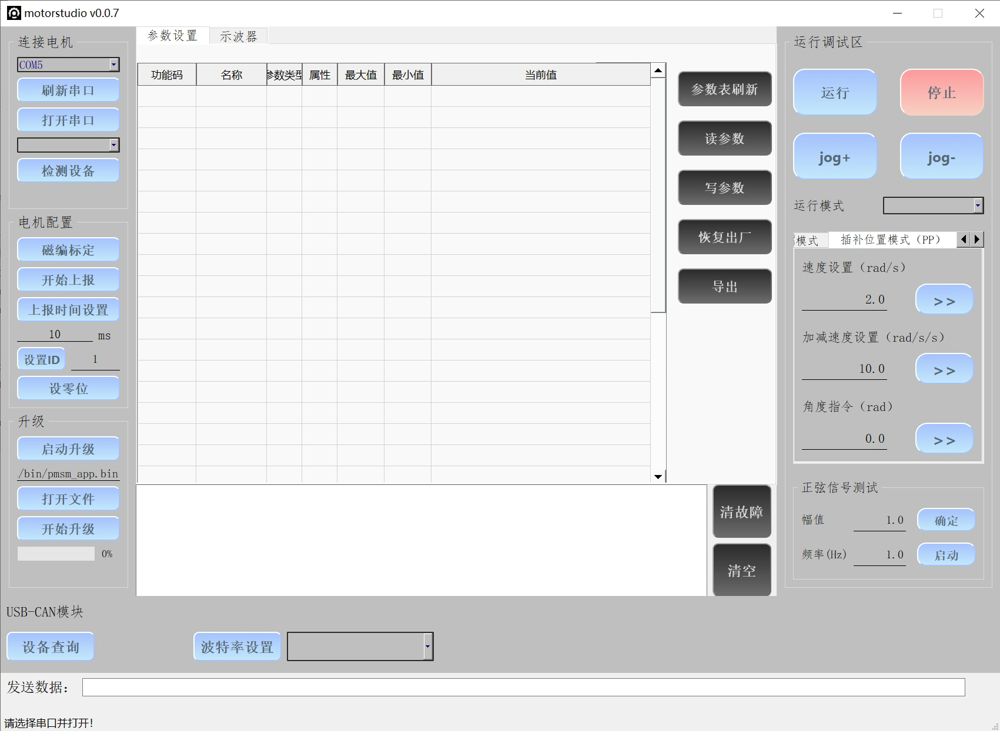 motorstudio v0.0.7
连接电机
COM5
刷新串口
打开串口
检测设备
电机配置
磁编标定
开始上报
上报时间设置
10 ms
设置ID 1
设零位
升级
启动升级
/bin/pmsm_app.bin
打开文件
开始升级
0%
参数设置 示波器
功能码 名称 参数类型 属性 最大值 最小值 当前值
参数表刷新
读参数
写参数
恢复出厂
导出
清故障
清空
运行调试区
运行 停止
jog+ jog-
运行模式
模式 插补位置模式（PP）
速度设置（rad/s）
2.0 >>
加减速度设置（rad/s/s）
10.0 >>
角度指令（rad）
0.0 >>
正弦信号测试
幅值 1.0 确定
频率(Hz) 1.0 启动
USB-CAN模块
设备查询 波特率设置
发送数据：
请选择串口并打开！